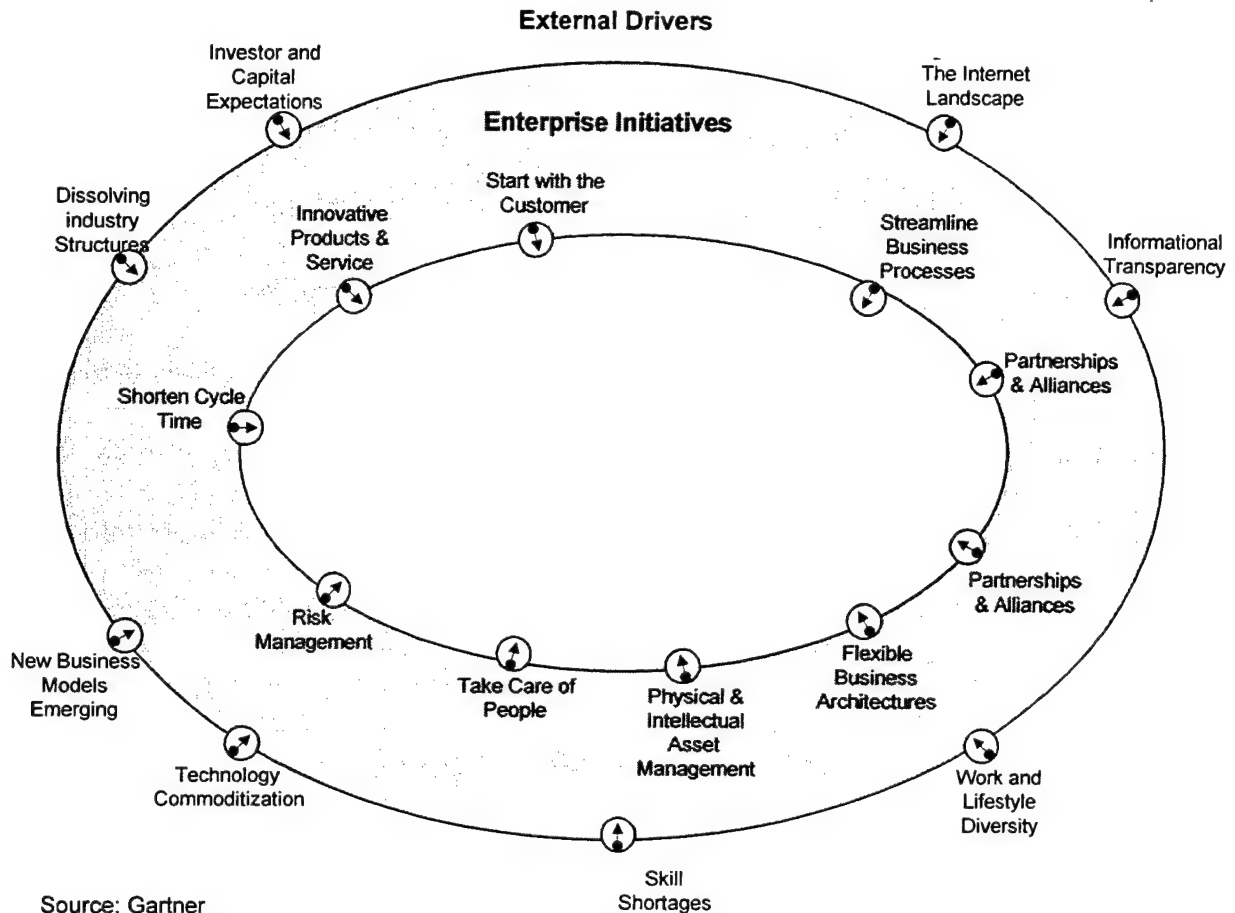 External Drivers
Investor and
Capital
Expectations
The Internet
Landscape
Enterprise Initiatives
Dissolving
industry
Structures
Innovative
Products &
Service
Start with the
Customer
Streamline
Business
Processes
Informational
Transparency
Shorten Cycle
Time
Partnerships
& Alliances
Partnerships
& Alliances
Risk
Management
New Business
Models
Emerging
Take Care of
People
Physical &
Intellectual
Asset
Management
Flexible
Business
Architectures
Technology
Commoditization
Work and
Lifestyle
Diversity
Skill
Shortages
Source: Gartner